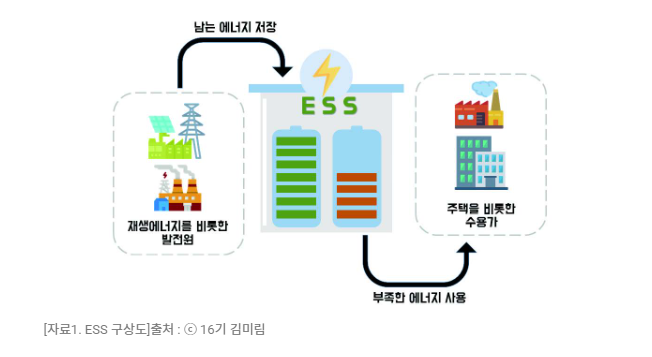 남는 에너지 저장
ESS
재생에너지를 비롯한
발전원
주택을 비롯한
수용가
부족한 에너지 사용
[자료1. ESS 구상도]출처 : ⓒ 16기 김미림